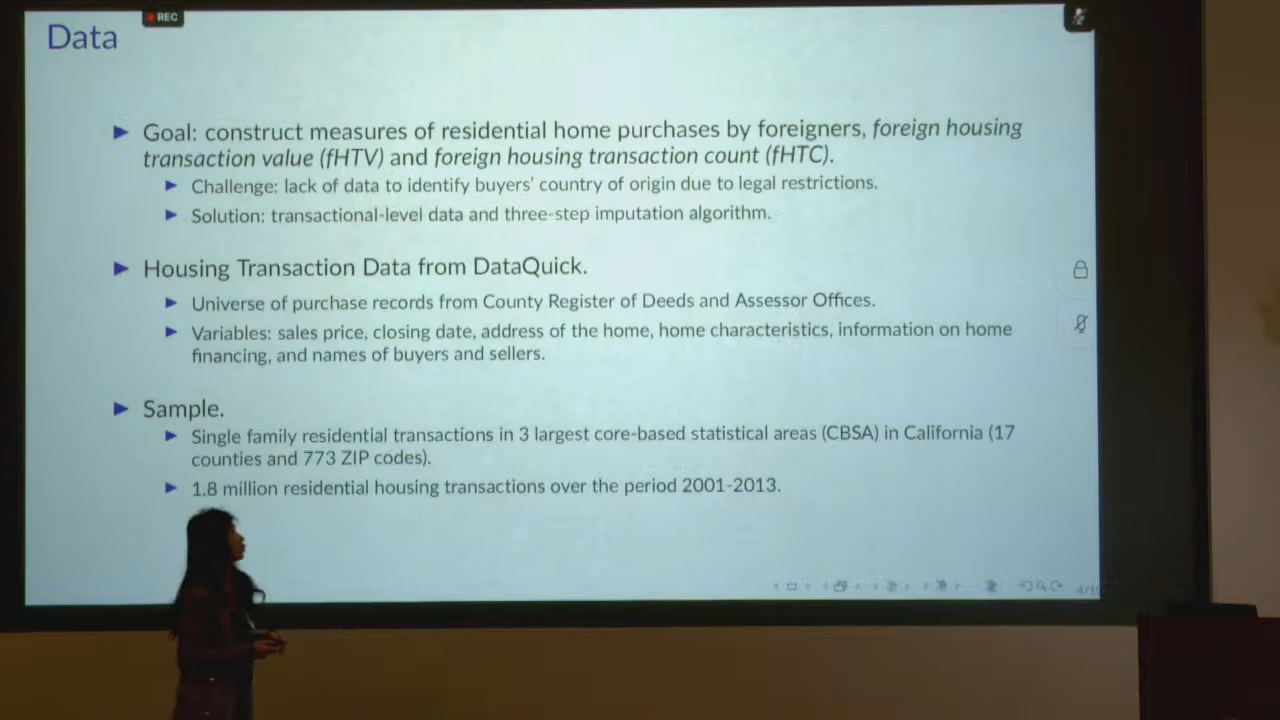 REC
Data
Goal: construct measures of residential home purchases by foreigners, foreign housing
transaction value (fHTV) and foreign housing transaction count (fHTC).
Challenge: lack of data to identify buyers' country of origin due to legal restrictions.
Solution: transactional-level data and three-step imputation algorithm.
Housing Transaction Data from DataQuick.
Universe of purchase records from County Register of Deeds and Assessor Offices.
Variables: sales price, closing date, address of the home, home characteristics, information on home
financing, and names of buyers and sellers.
Sample.
Single family residential transactions in 3 largest core-based statistical areas (CBSA) in California (17
counties and 773 ZIP codes).
1.8 million residential housing transactions over the period 2001-2013.